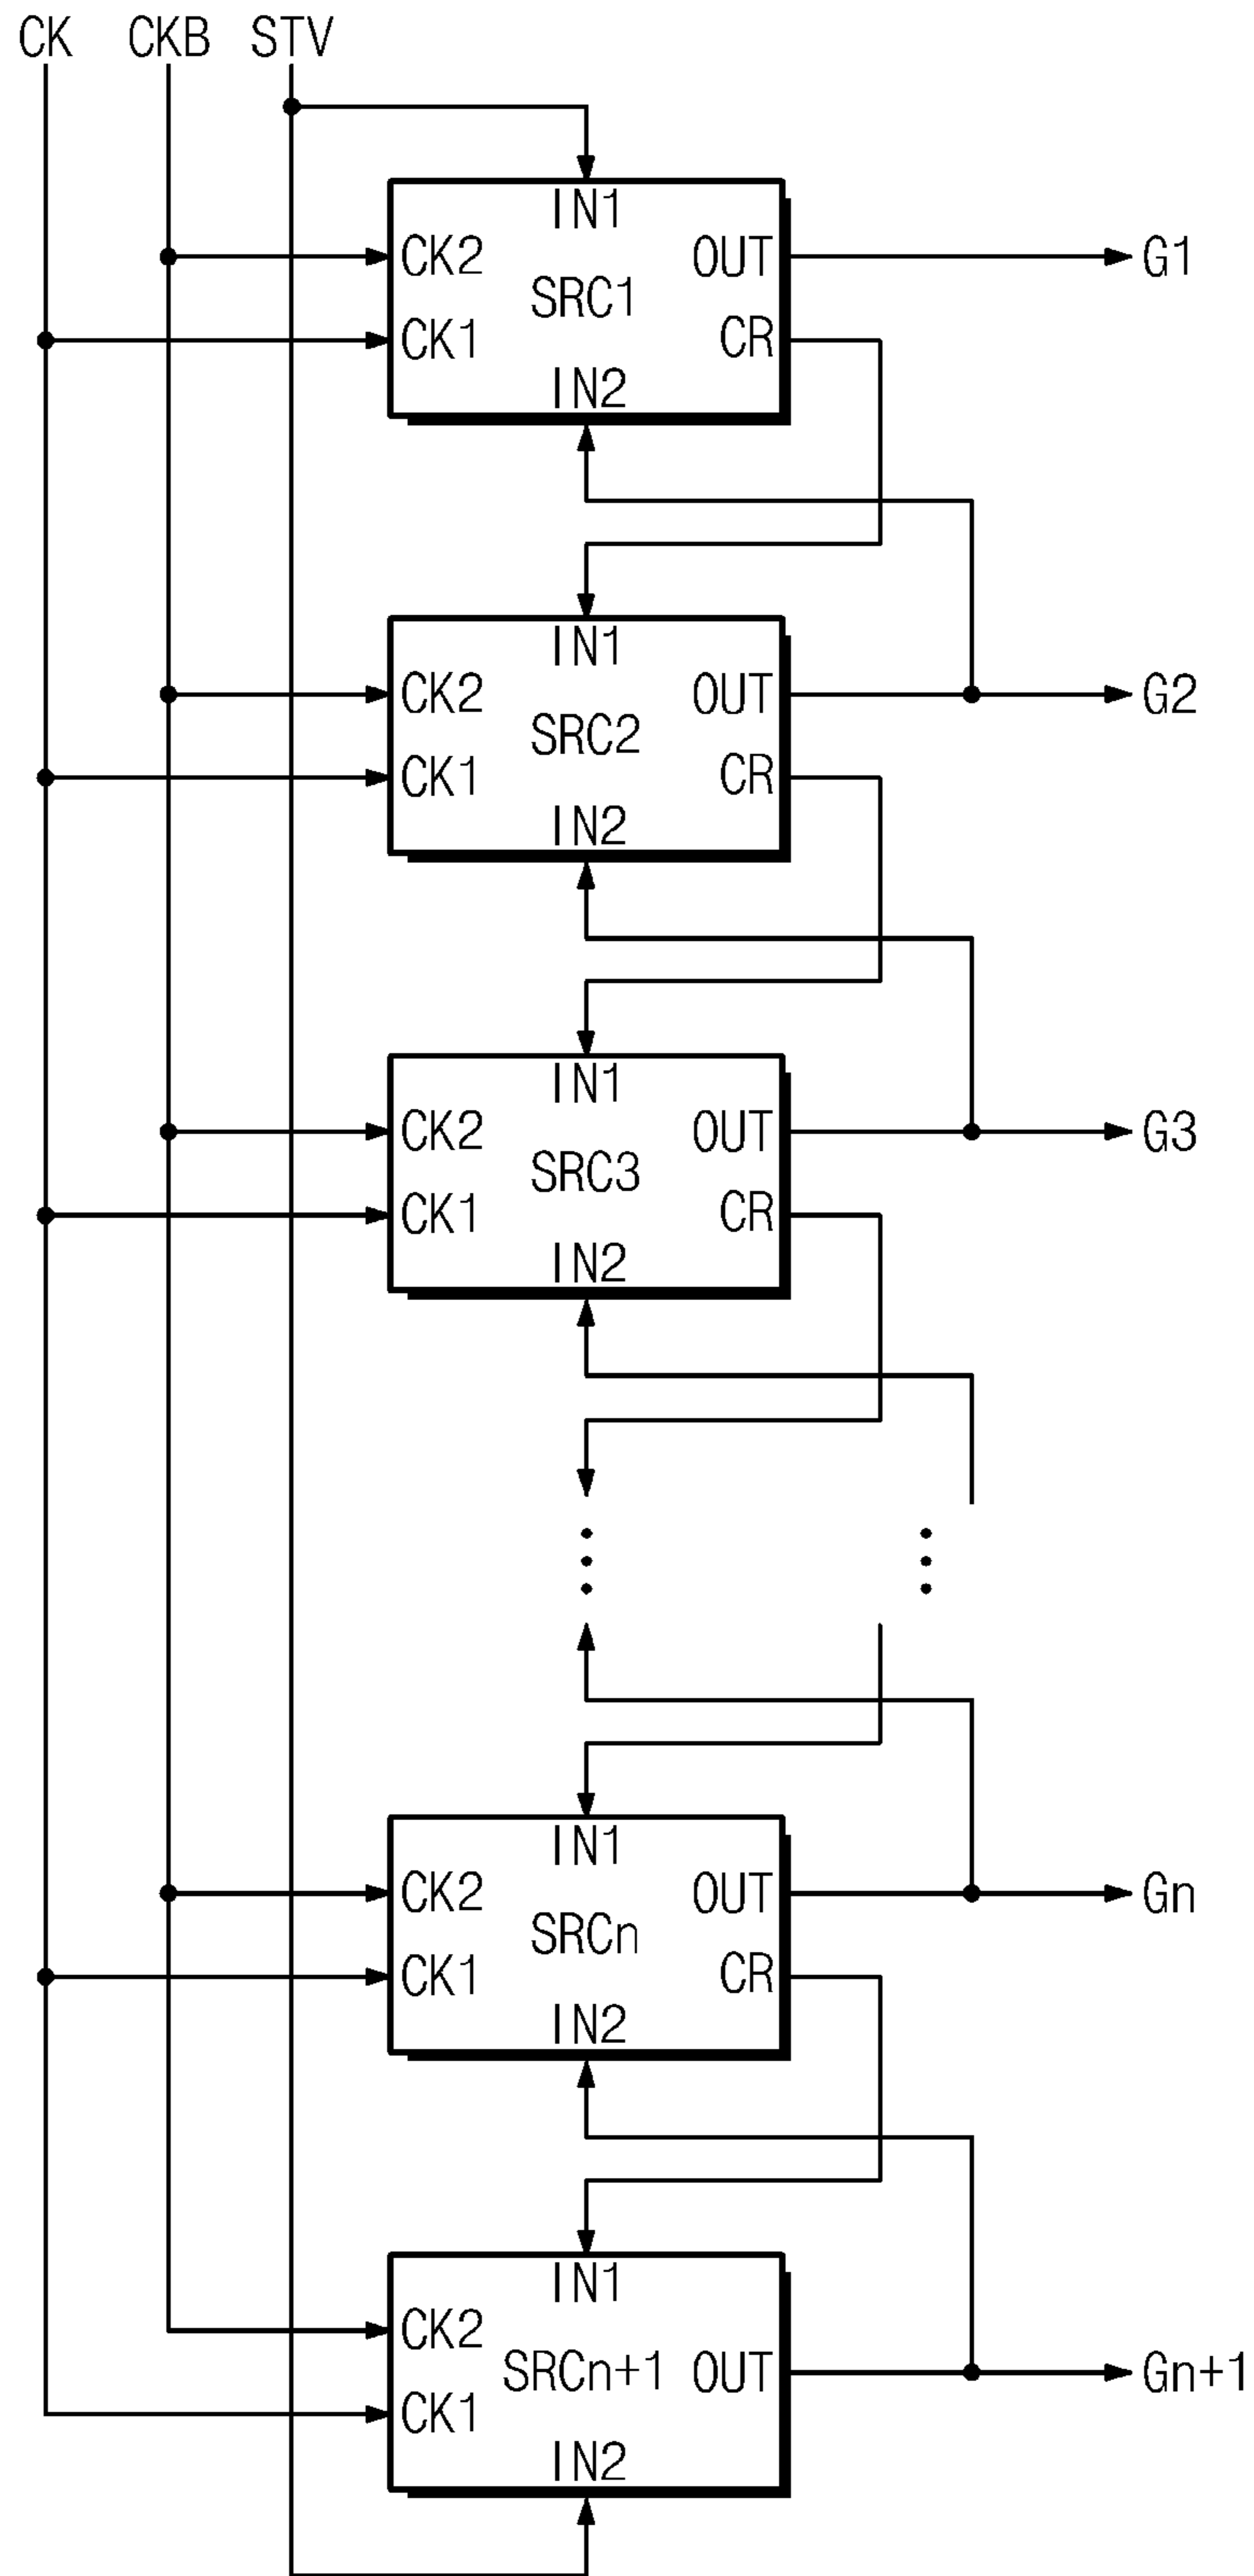 CK CKB STV
IN1
CK2 OUT
SRC1
CK1 CR
IN2
G1
IN1
CK2 OUT
SRC2
CK1 CR
IN2
G2
IN1
CK2 OUT
SRC3
CK1 CR
IN2
G3
IN1
CK2 OUT
SRCn
CK1 CR
IN2
Gn
IN1
CK2
SRCn+1 OUT
CK1
IN2
Gn+1